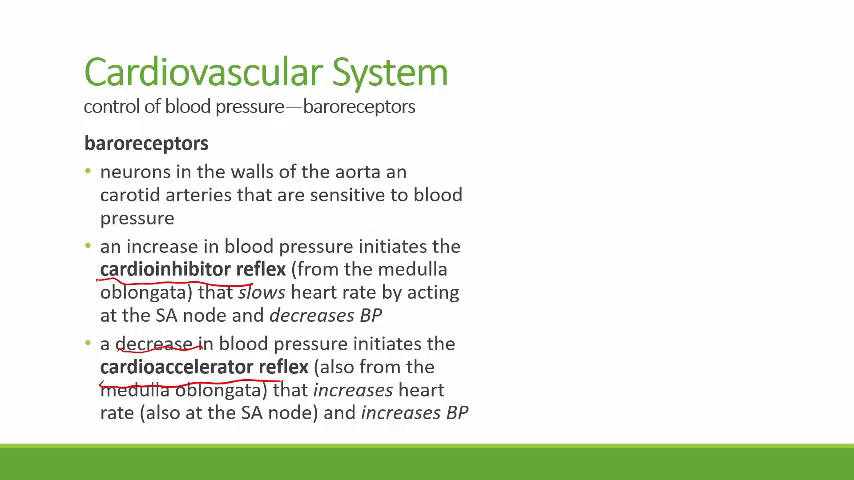 Cardiovascular System
control of blood pressure—baroreceptors
baroreceptors
• neurons in the walls of the aorta an
carotid arteries that are sensitive to blood
pressure
• an increase in blood pressure initiates the
cardioinhibitor reflex (from the medulla
oblongata) that slows heart rate by acting
at the SA node and decreases BP
• a decrease in blood pressure initiates the
cardioaccelerator reflex (also from the
medulla oblongata) that increases heart
rate (also at the SA node) and increases BP